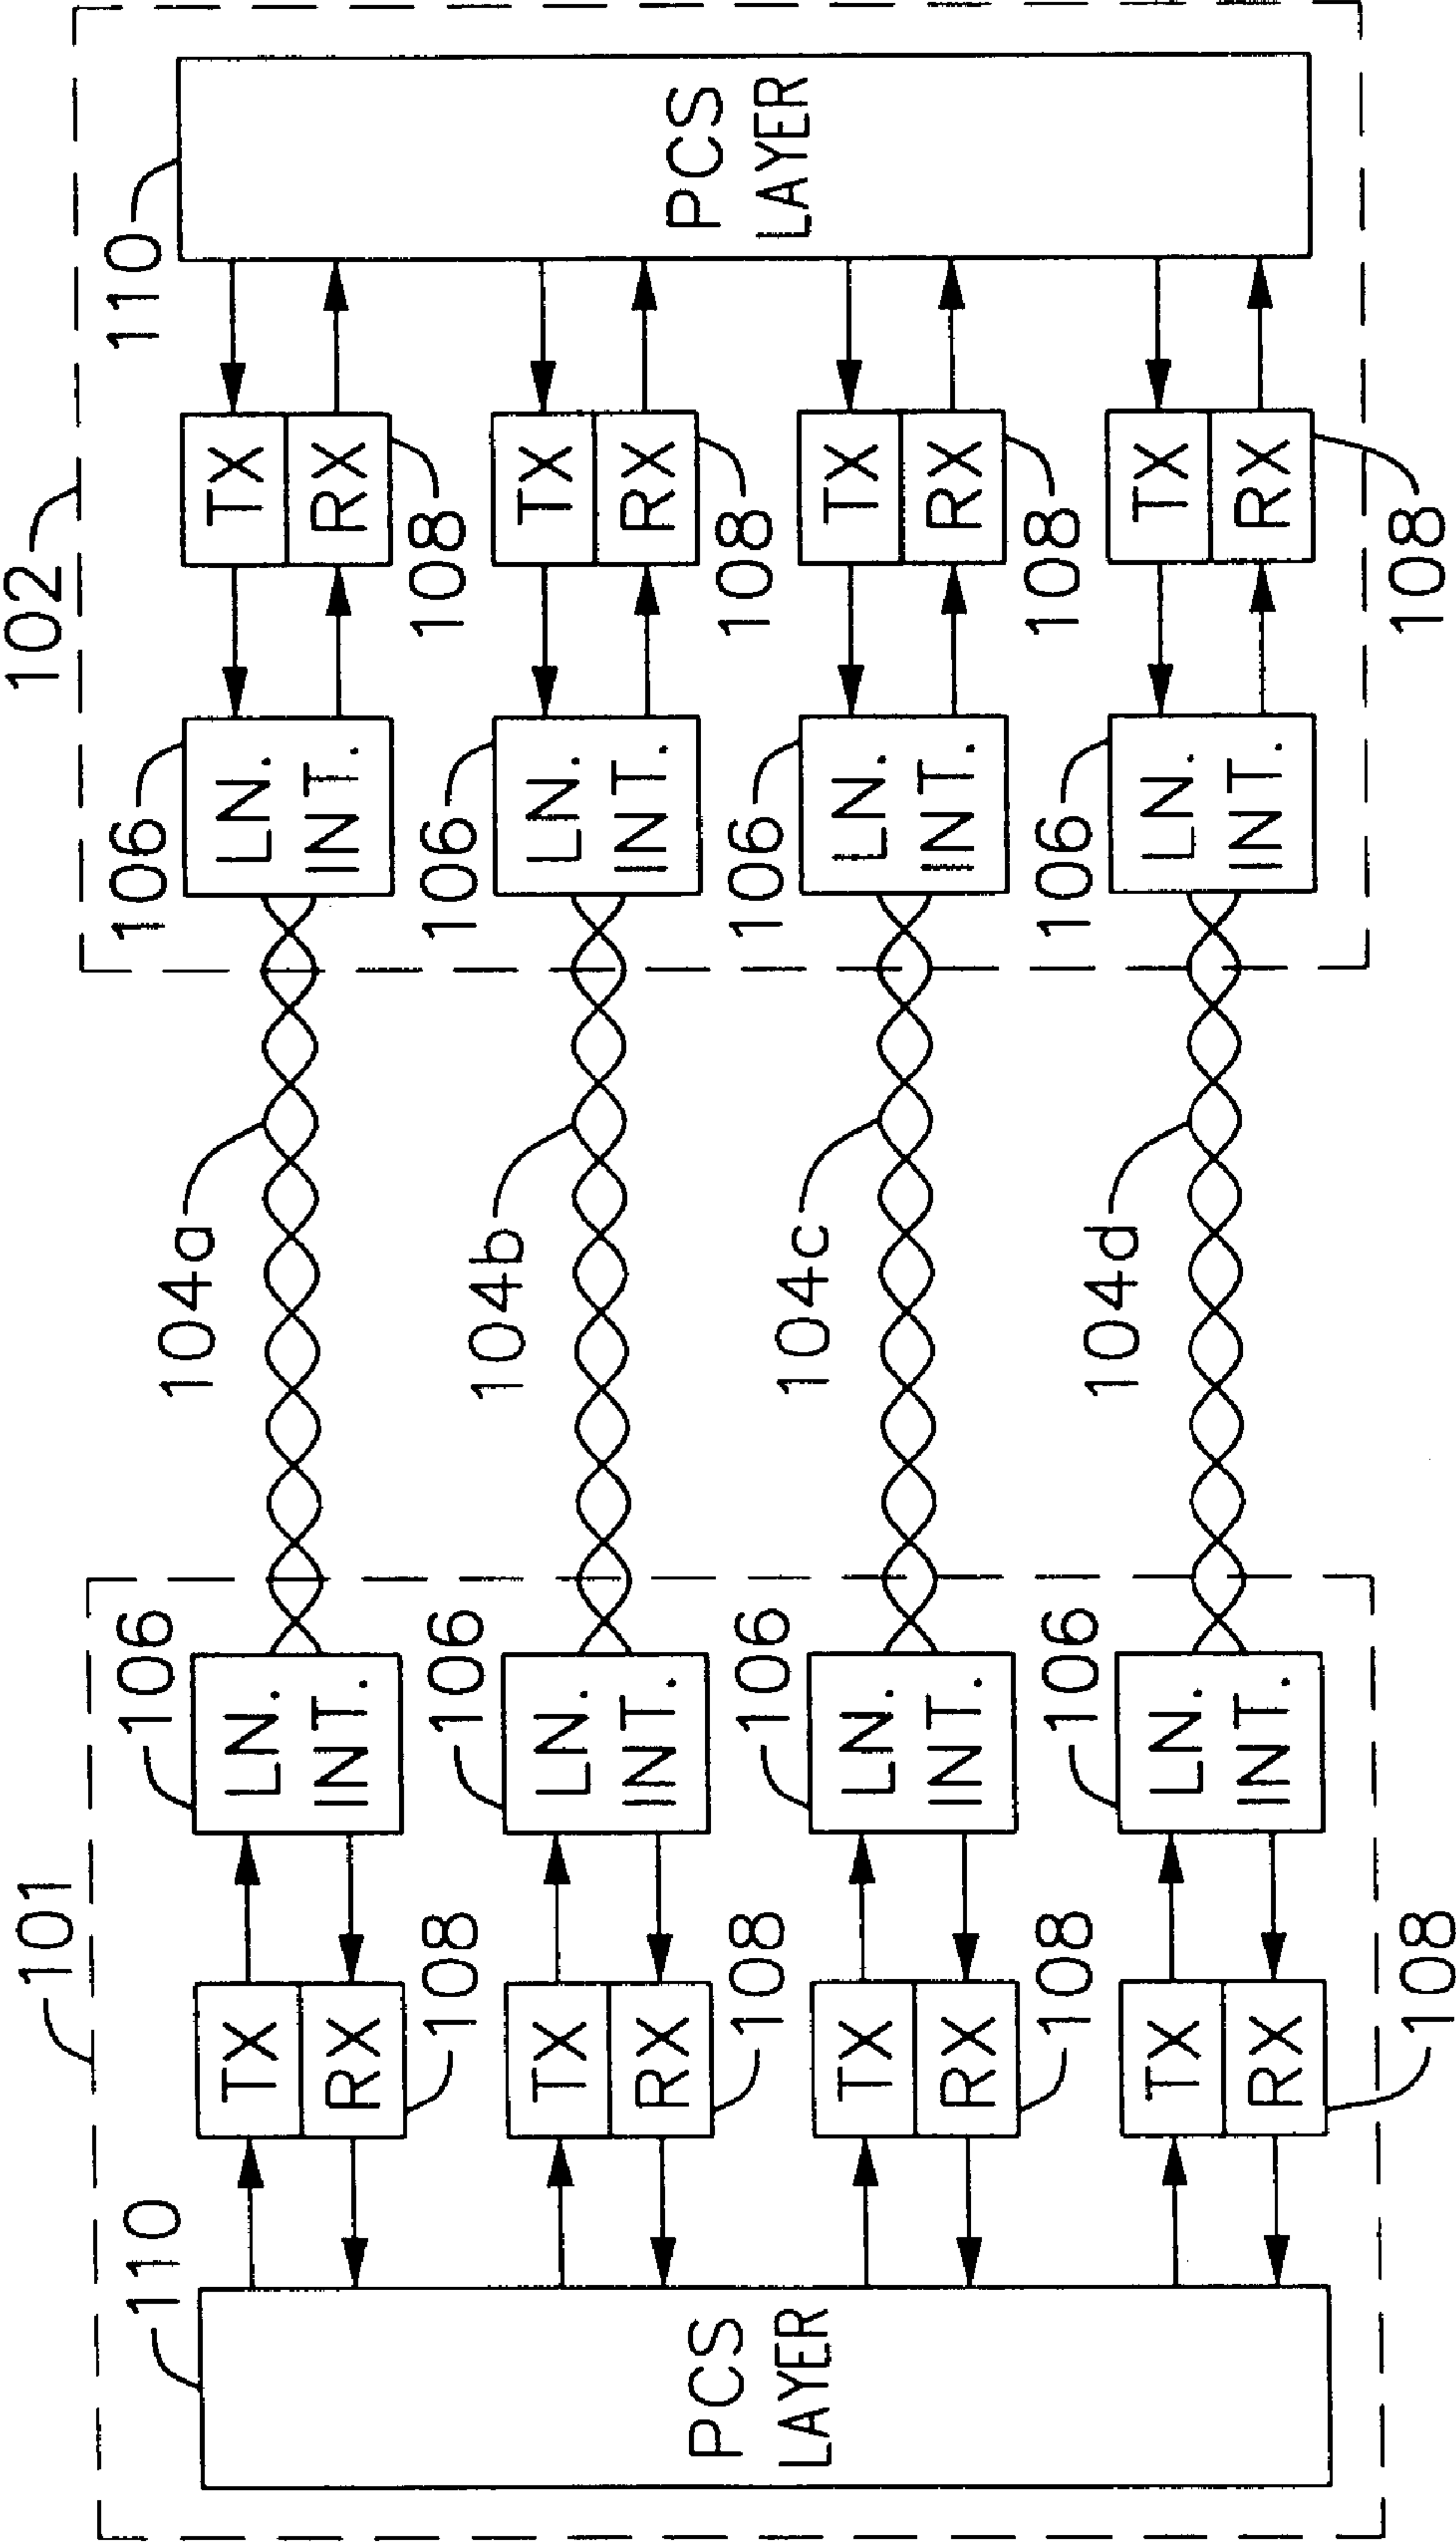 101
102
110
PCS
LAYER
TX
RX
108
106
LN.
INT.
104a
106
LN.
INT.
TX
RX
108
110
PCS
LAYER
TX
RX
108
106
LN.
INT.
104b
106
LN.
INT.
TX
RX
108
TX
RX
108
106
LN.
INT.
104c
106
LN.
INT.
TX
RX
108
TX
RX
108
106
LN.
INT.
104d
106
LN.
INT.
TX
RX
108